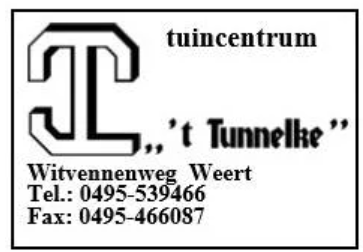 tuincentrum
„'t Tunnelke”
Witvennenweg Weert
Tel.: 0495-539466
Fax: 0495-466087